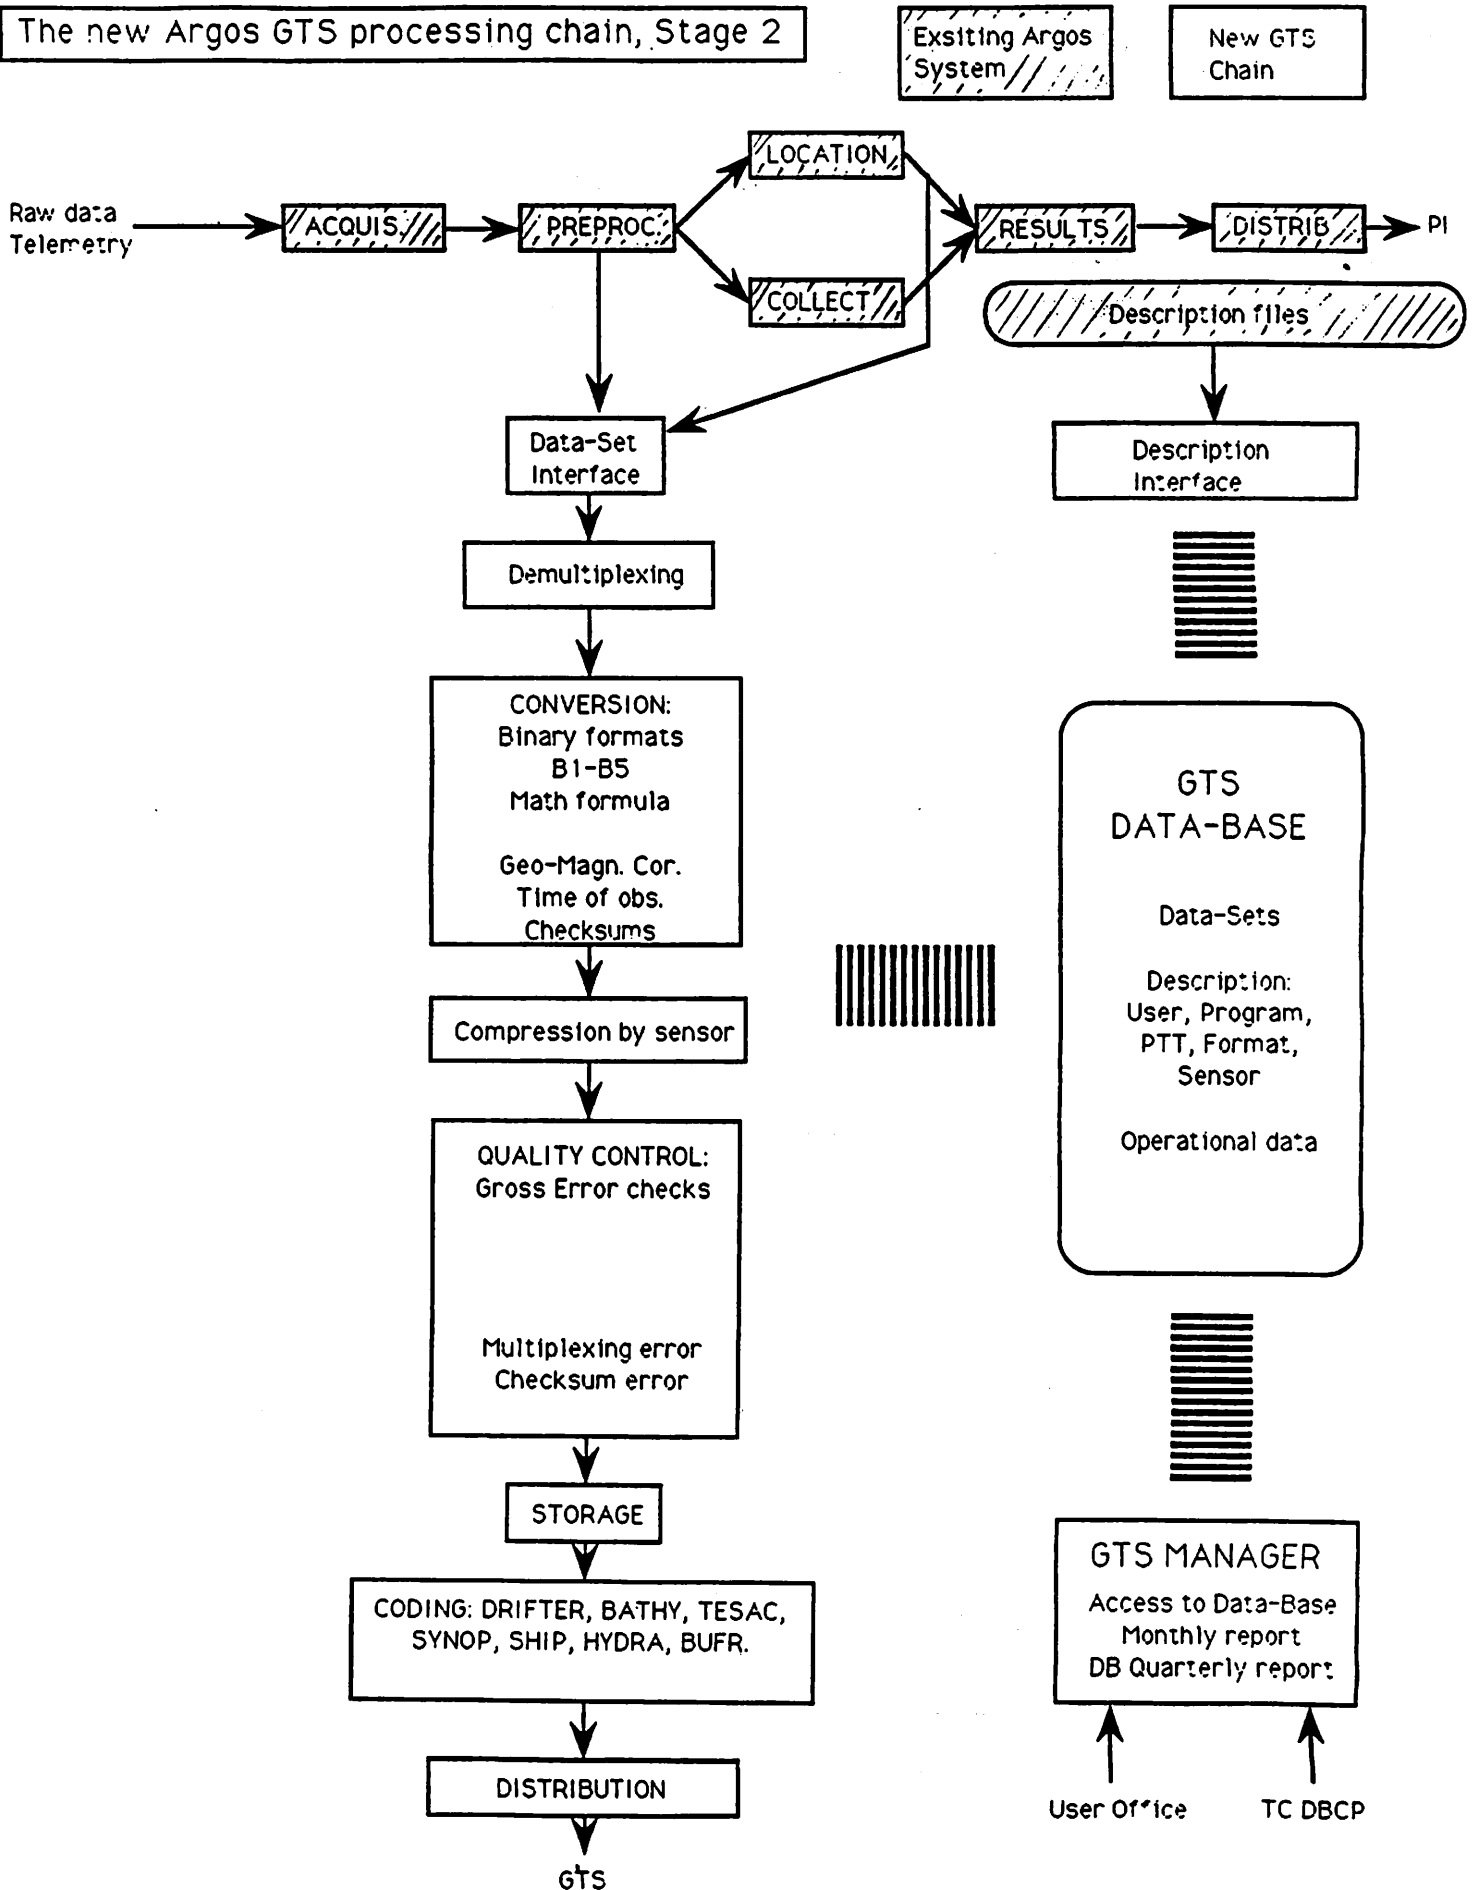 The new Argos GTS processing chain, Stage 2
Exsiting Argos
System
New GTS
Chain
LOCATION
Raw data
Telemetry
ACQUIS.
PREPROC.
RESULTS
DISTRIB
PI
COLLECT
Description files
Data-Set
Interface
Description
Interface
Demultiplexing
CONVERSION:
Binary formats
B1-B5
Math formula
Geo-Magn. Cor.
Time of obs.
Checksums
Compression by sensor
QUALITY CONTROL:
Gross Error checks
Multiplexing error
Checksum error
STORAGE
CODING: DRIFTER, BATHY, TESAC,
SYNOP, SHIP, HYDRA, BUFR.
DISTRIBUTION
GTS
GTS
DATA-BASE
Data-Sets
Description:
User, Program,
PTT, Format,
Sensor
Operational data
GTS MANAGER
Access to Data-Base
Monthly report
DB Quarterly report
User Office
TC DBCP